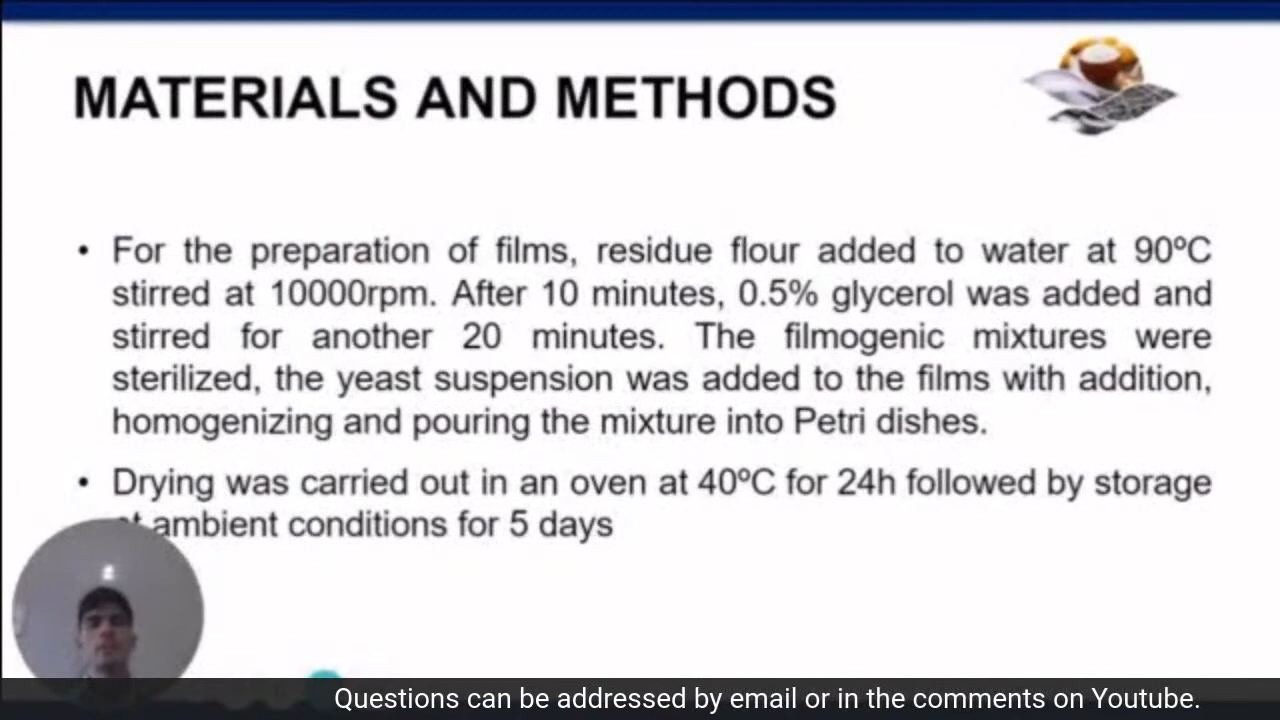 MATERIALS AND METHODS
• For the preparation of films, residue flour added to water at 90ºC
stirred at 10000rpm. After 10 minutes, 0.5% glycerol was added and
stirred for another 20 minutes. The filmogenic mixtures were
sterilized, the yeast suspension was added to the films with addition,
homogenizing and pouring the mixture into Petri dishes.
• Drying was carried out in an oven at 40ºC for 24h followed by storage
at ambient conditions for 5 days
Questions can be addressed by email or in the comments on Youtube.